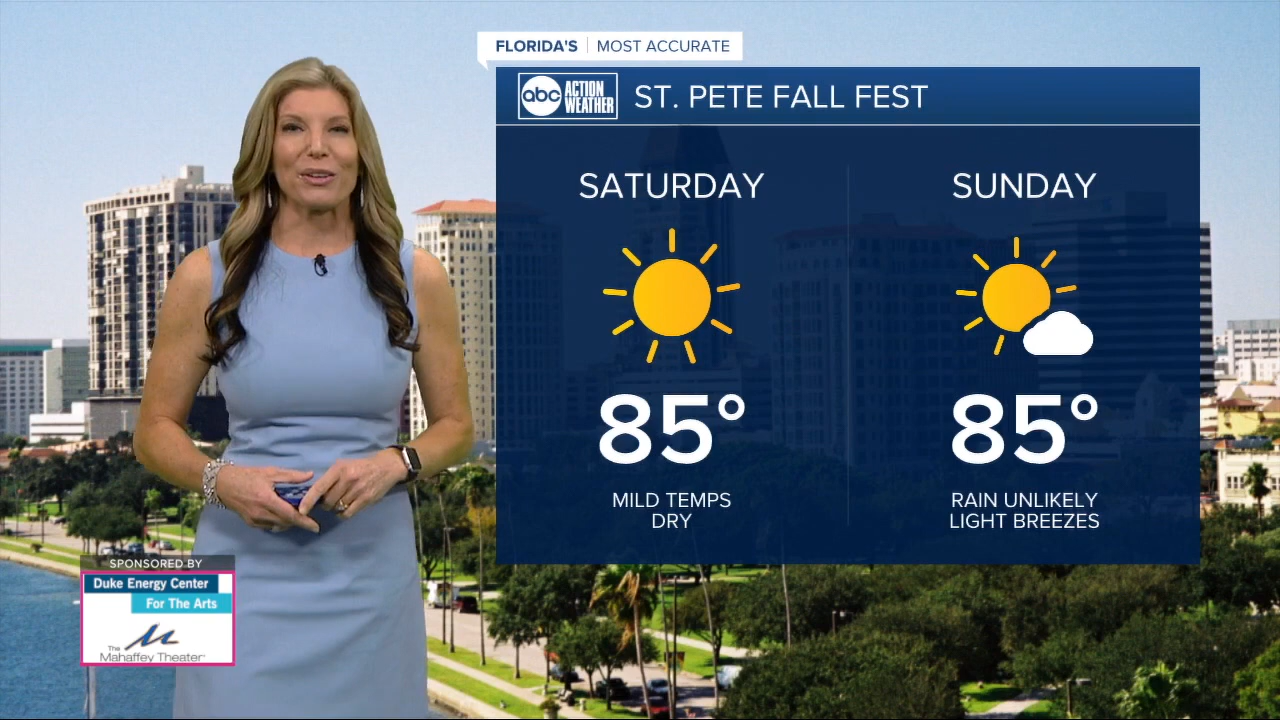 FLORIDA'S MOST ACCURATE
abc ACTION WEATHER
ST. PETE FALL FEST
SATURDAY
85°
MILD TEMPS
DRY
SUNDAY
85°
RAIN UNLIKELY
LIGHT BREEZES
SPONSORED BY
Duke Energy Center
For The Arts
The
Mahaffey Theater